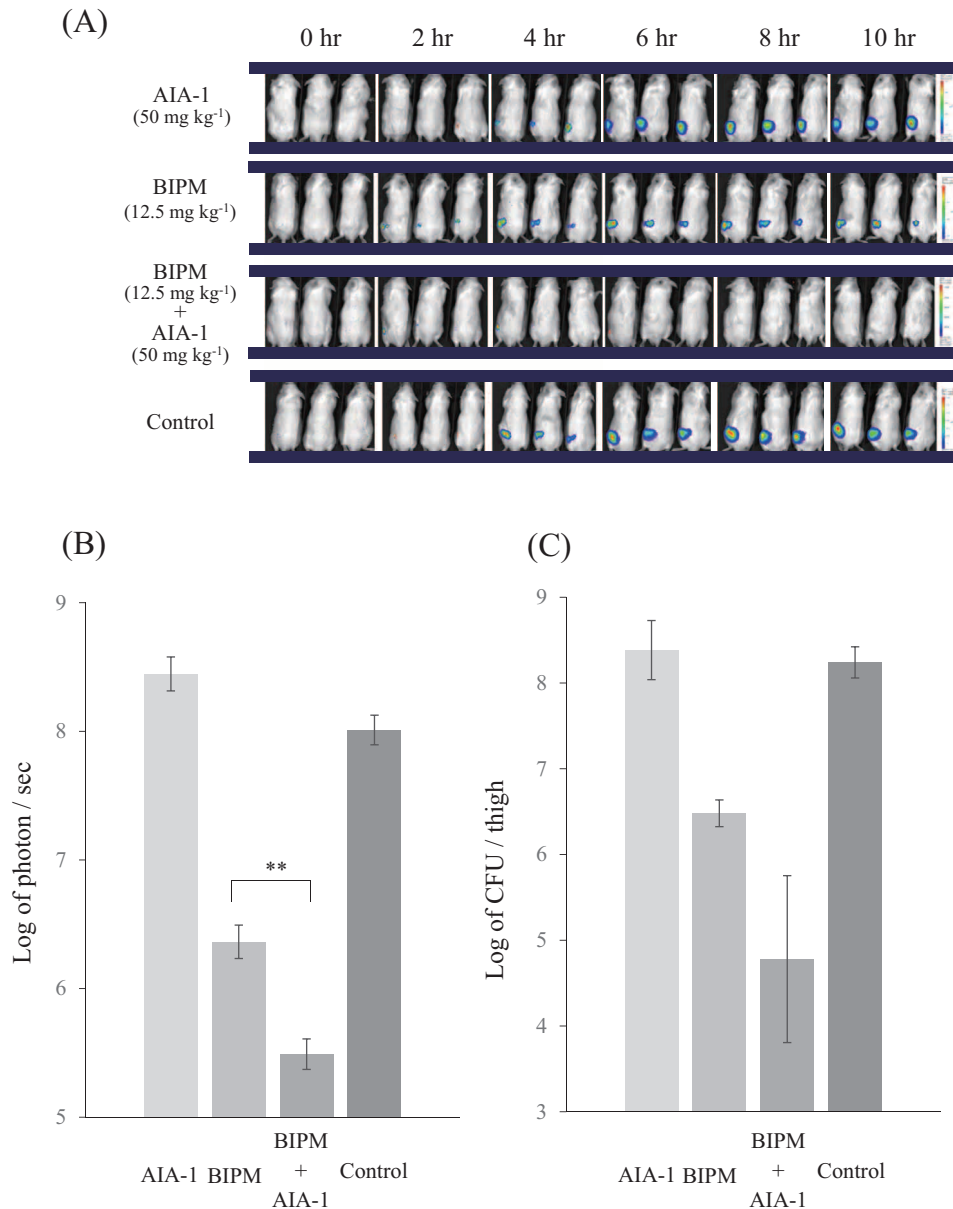 (A)
0 hr 2 hr 4 hr 6 hr 8 hr 10 hr
AIA-1
(50 mg kg⁻¹)
BIPM
(12.5 mg kg⁻¹)
BIPM
(12.5 mg kg⁻¹)
+
AIA-1
(50 mg kg⁻¹)
Control
(B)
Log of photon / sec
9
8
7
6
5
**
AIA-1
BIPM
BIPM
+
AIA-1
Control
(C)
Log of CFU / thigh
9
8
7
6
5
4
3
AIA-1
BIPM
BIPM
+
AIA-1
Control